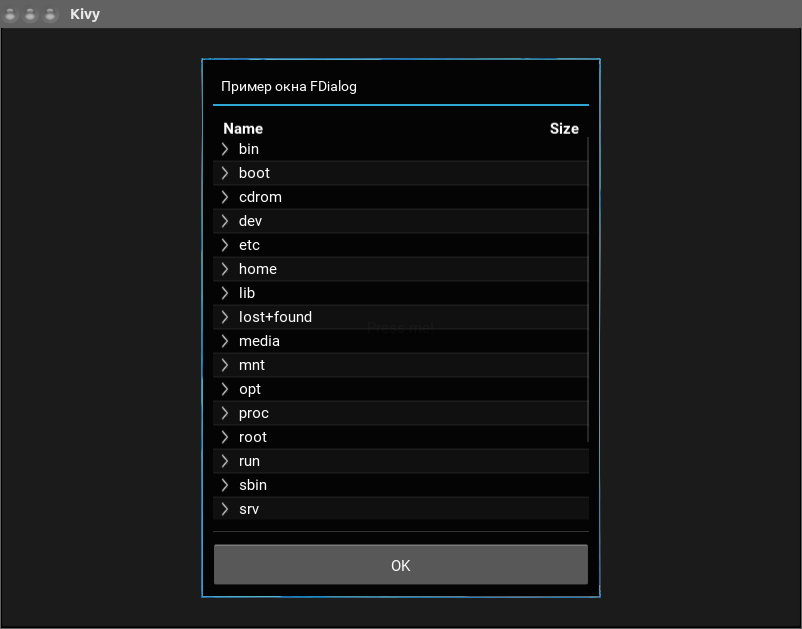 Kivy
Пример окна FDialog
Name Size
bin
boot
cdrom
dev
etc
home
lib
lost+found
Press me!
media
mnt
opt
proc
root
run
sbin
srv
OK